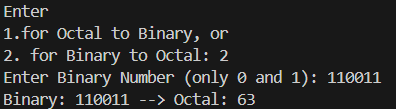 Enter
1.for Octal to Binary, or
2. for Binary to Octal: 2
Enter Binary Number (only 0 and 1): 110011
Binary: 110011 --> Octal: 63